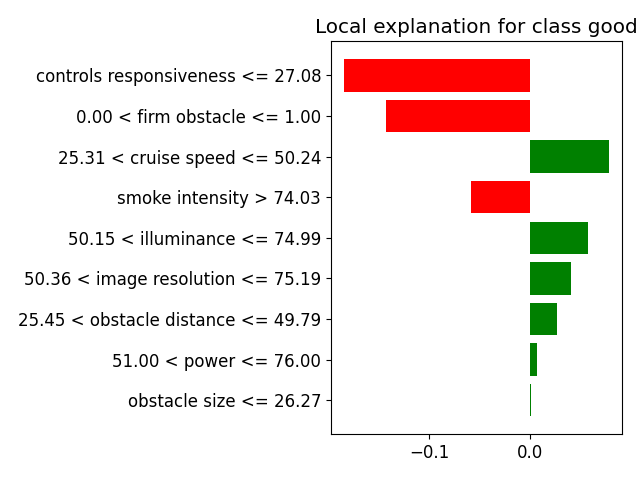 Local explanation for class good
controls responsiveness <= 27.08
0.00 < firm obstacle <= 1.00
25.31 < cruise speed <= 50.24
smoke intensity > 74.03
50.15 < illuminance <= 74.99
50.36 < image resolution <= 75.19
25.45 < obstacle distance <= 49.79
51.00 < power <= 76.00
obstacle size <= 26.27
−0.1 0.0